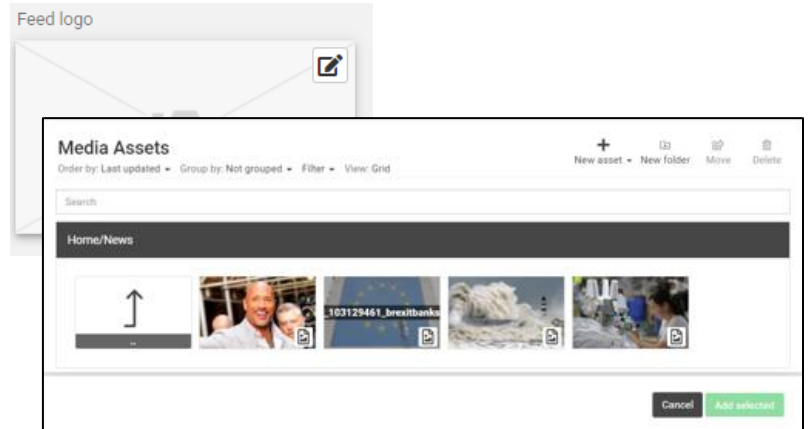 Feed logo
Media Assets
Order by: Last updated Group by: Not grouped Filter View: Grid
New asset New folder Move Delete
Search
Home/News
..
_103129461_brexitbanks
Cancel Add selected